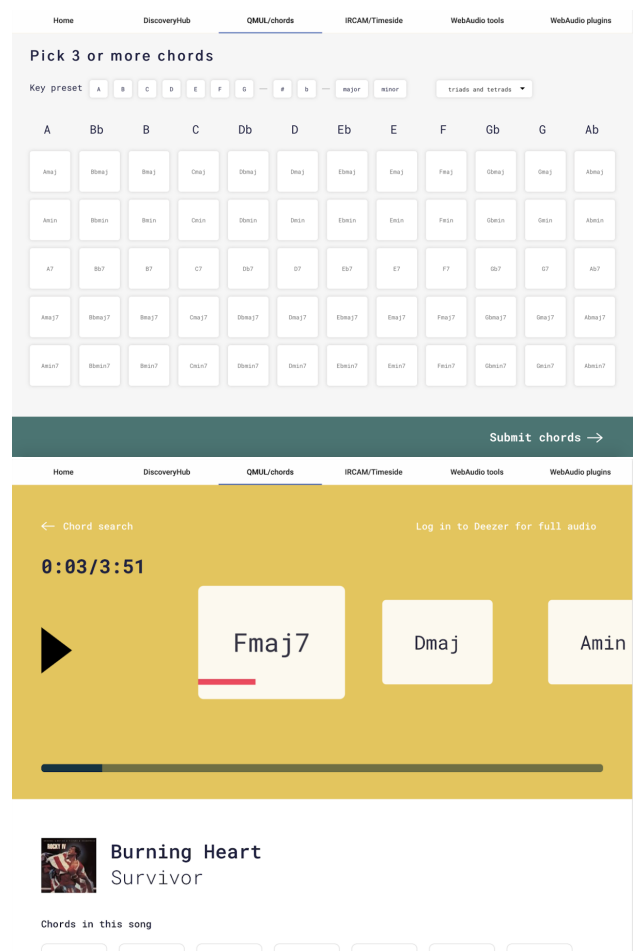 Home DiscoveryHub QMUL/chords IRCAM/Timeside WebAudio tools WebAudio plugins
Pick 3 or more chords
Key preset A B C D E F G — # b — major minor triads and tetrads
A Bb B C Db D Eb E F Gb G Ab
Amaj Bbmaj Bmaj Cmaj Dbmaj Dmaj Ebmaj Emaj Fmaj Gbmaj Gmaj Abmaj
Amin Bbmin Bmin Cmin Dbmin Dmin Ebmin Emin Fmin Gbmin Gmin Abmin
A7 Bb7 B7 C7 Db7 D7 Eb7 E7 F7 Gb7 G7 Ab7
Amaj7 Bbmaj7 Bmaj7 Cmaj7 Dbmaj7 Dmaj7 Ebmaj7 Emaj7 Fmaj7 Gbmaj7 Gmaj7 Abmaj7
Amin7 Bbmin7 Bmin7 Cmin7 Dbmin7 Dmin7 Ebmin7 Emin7 Fmin7 Gbmin7 Gmin7 Abmin7
Submit chords →
Home DiscoveryHub QMUL/chords IRCAM/Timeside WebAudio tools WebAudio plugins
← Chord search Log in to Deezer for full audio
0:03/3:51
Fmaj7 Dmaj Amin
ROCKY IV
Burning Heart
Survivor
Chords in this song